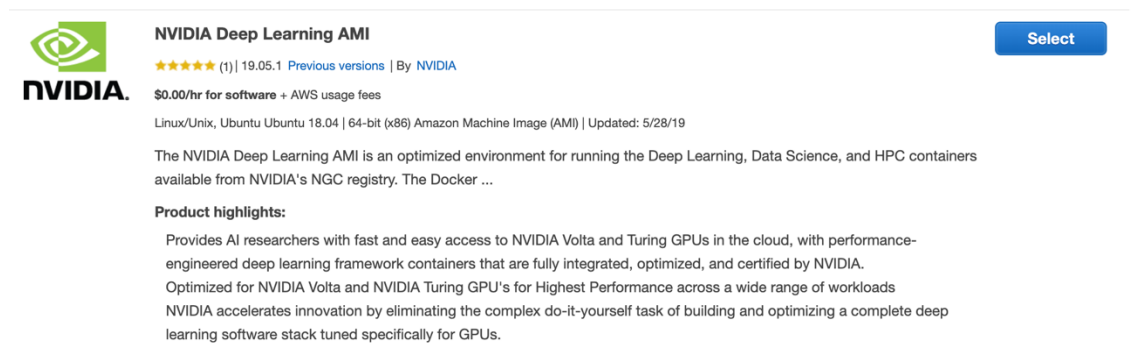 NVIDIA Deep Learning AMI
Select
(1) | 19.05.1 Previous versions | By NVIDIA
NVIDIA.
$0.00/hr for software + AWS usage fees
Linux/Unix, Ubuntu Ubuntu 18.04 | 64-bit (x86) Amazon Machine Image (AMI) | Updated: 5/28/19
The NVIDIA Deep Learning AMI is an optimized environment for running the Deep Learning, Data Science, and HPC containers
available from NVIDIA's NGC registry. The Docker ...
Product highlights:
Provides AI researchers with fast and easy access to NVIDIA Volta and Turing GPUs in the cloud, with performance-
engineered deep learning framework containers that are fully integrated, optimized, and certified by NVIDIA.
Optimized for NVIDIA Volta and NVIDIA Turing GPU's for Highest Performance across a wide range of workloads
NVIDIA accelerates innovation by eliminating the complex do-it-yourself task of building and optimizing a complete deep
learning software stack tuned specifically for GPUs.